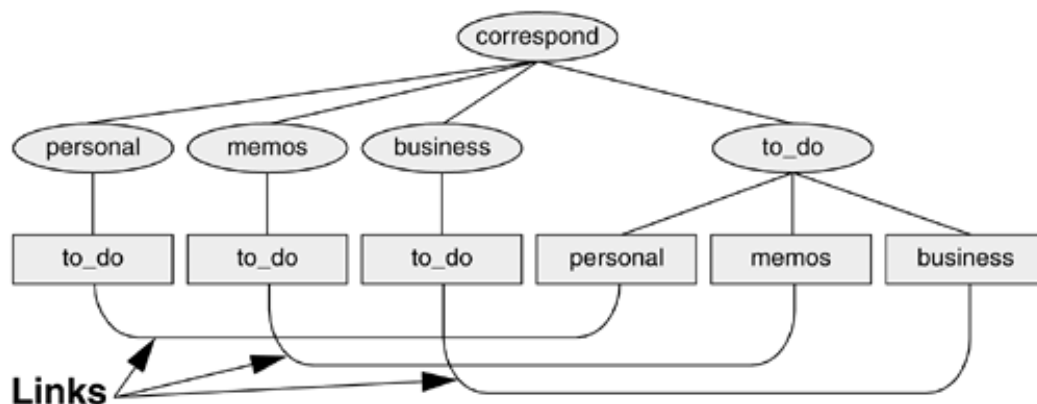 correspond
personal
memos
business
to_do
to_do
to_do
to_do
personal
memos
business
Links